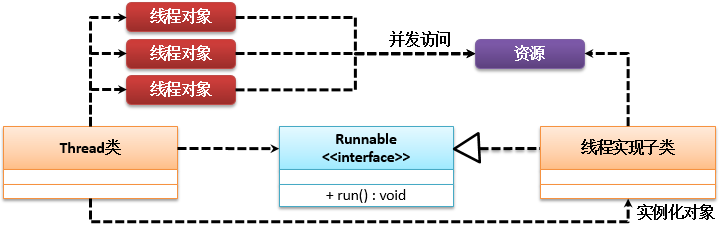 线程对象
线程对象
并发访问
资源
线程对象
Thread类
Runnable
<<interface>>
线程实现子类
+ run() : void
实例化对象